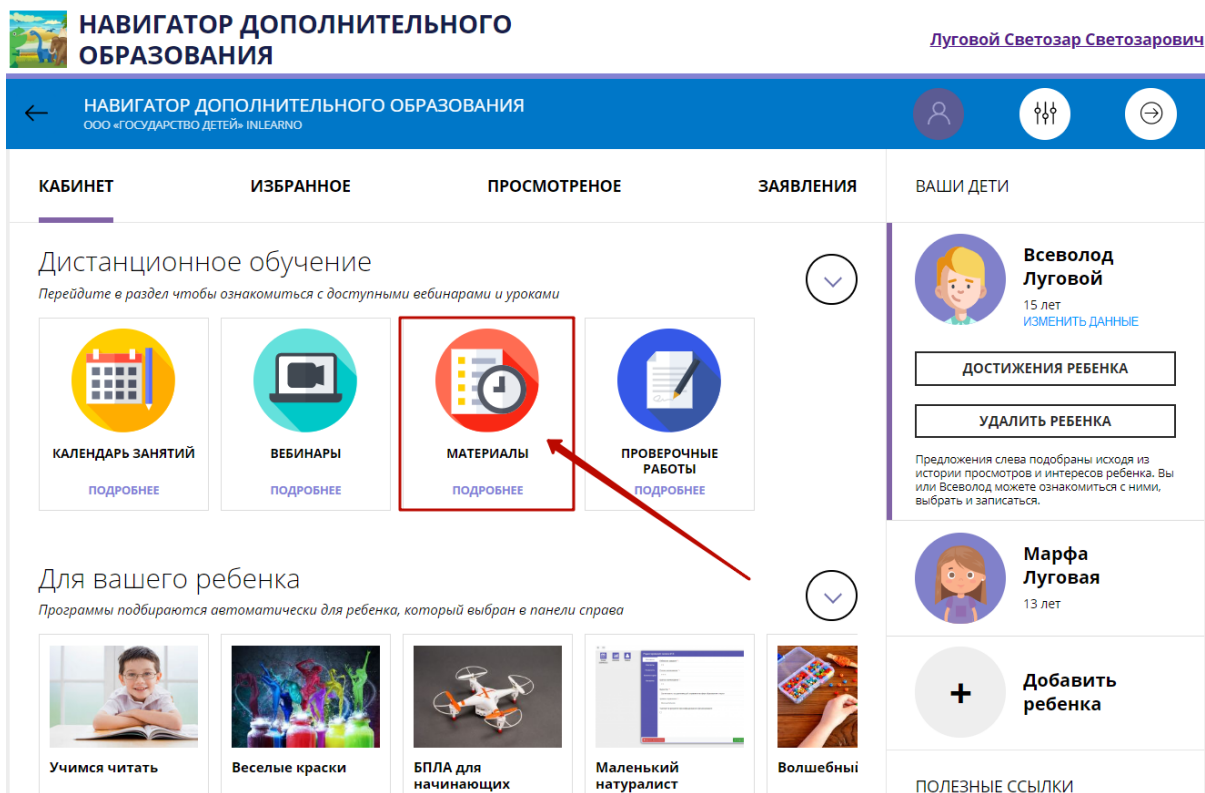 НАВИГАТОР ДОПОЛНИТЕЛЬНОГО
ОБРАЗОВАНИЯ
Луговой Светозар Светозарович
НАВИГАТОР ДОПОЛНИТЕЛЬНОГО ОБРАЗОВАНИЯ
ООО «ГОСУДАРСТВО ДЕТЕЙ» INLEARNO
КАБИНЕТ
ИЗБРАННОЕ
ПРОСМОТРЕНОЕ
ЗАЯВЛЕНИЯ
Дистанционное обучение
Перейдите в раздел чтобы ознакомиться с доступными вебинарами и уроками
КАЛЕНДАРЬ ЗАНЯТИЙ
ПОДРОБНЕЕ
ВЕБИНАРЫ
ПОДРОБНЕЕ
МАТЕРИАЛЫ
ПОДРОБНЕЕ
ПРОВЕРОЧНЫЕ
РАБОТЫ
ПОДРОБНЕЕ
Для вашего ребенка
Программы подбираются автоматически для ребенка, который выбран в панели справа
Учимся читать
Веселые краски
БПЛА для
начинающих
Маленький
натуралист
Волшебный
ВАШИ ДЕТИ
Всеволод
Луговой
15 лет
ИЗМЕНИТЬ ДАННЫЕ
ДОСТИЖЕНИЯ РЕБЕНКА
УДАЛИТЬ РЕБЕНКА
Предложения слева подобраны исходя из
истории просмотров и интересов ребенка. Вы
или Всеволод можете ознакомиться с ними,
выбрать и записаться.
Марфа
Луговая
13 лет
+
Добавить
ребенка
ПОЛЕЗНЫЕ ССЫЛКИ